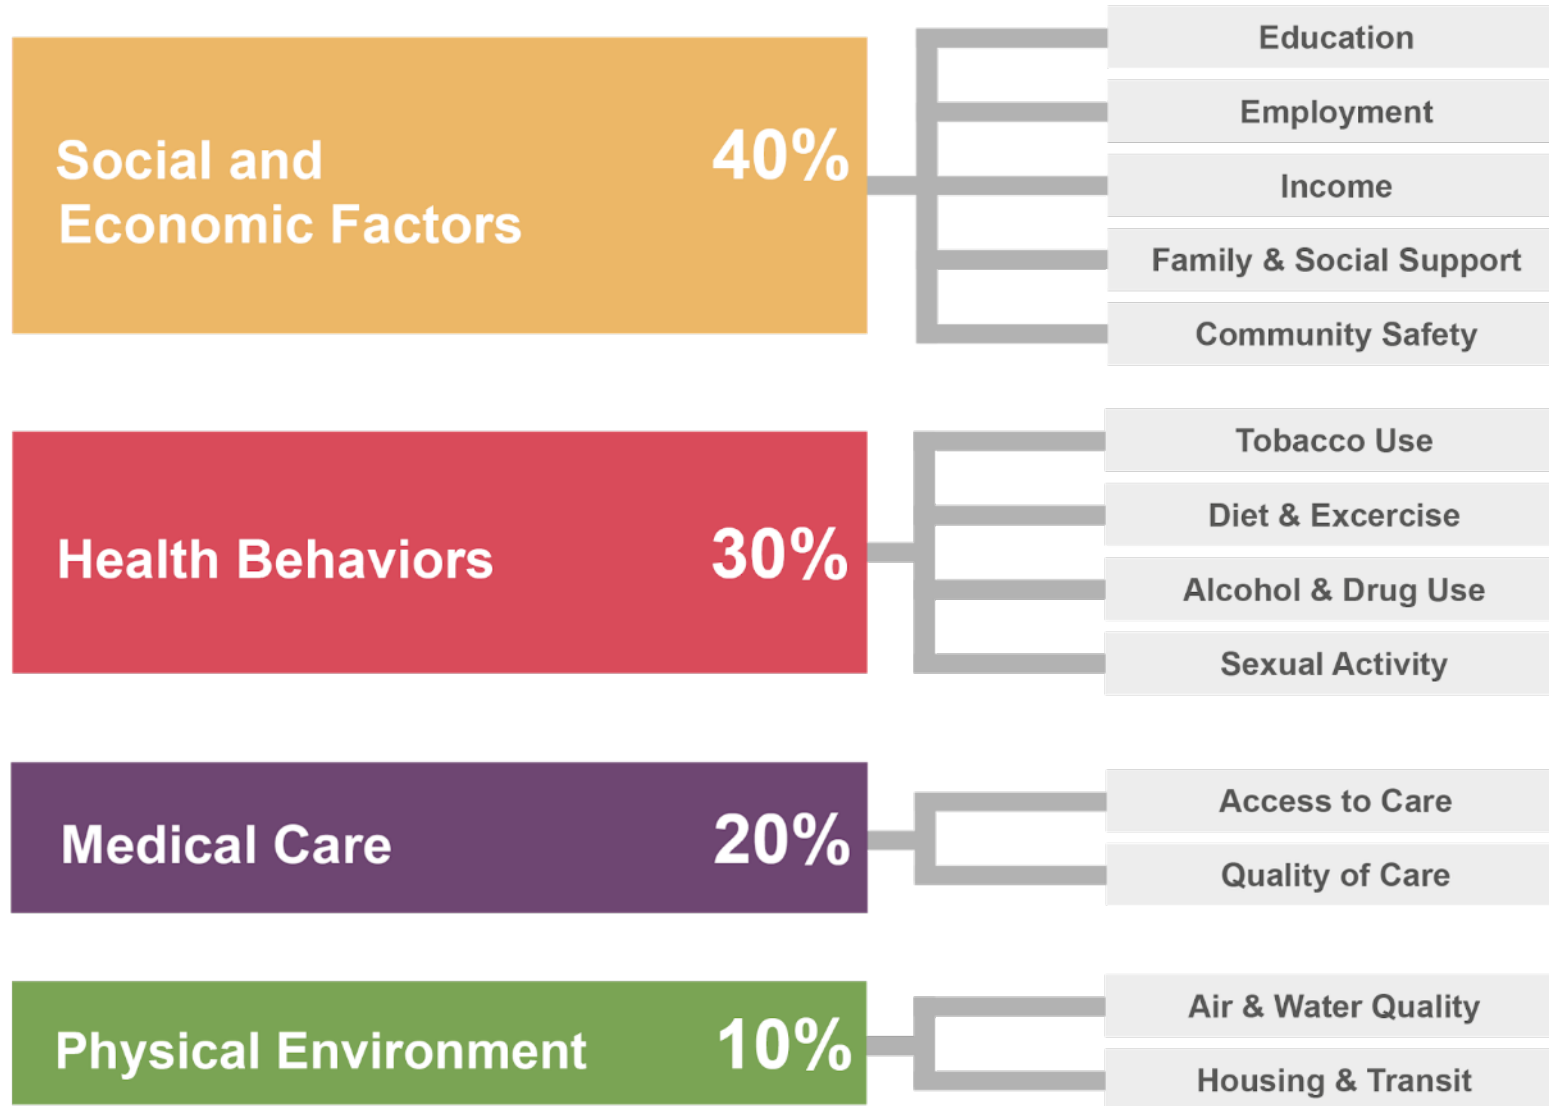 Social and
Economic Factors
40%
Education
Employment
Income
Family & Social Support
Community Safety
Health Behaviors
30%
Tobacco Use
Diet & Excercise
Alcohol & Drug Use
Sexual Activity
Medical Care
20%
Access to Care
Quality of Care
Physical Environment
10%
Air & Water Quality
Housing & Transit